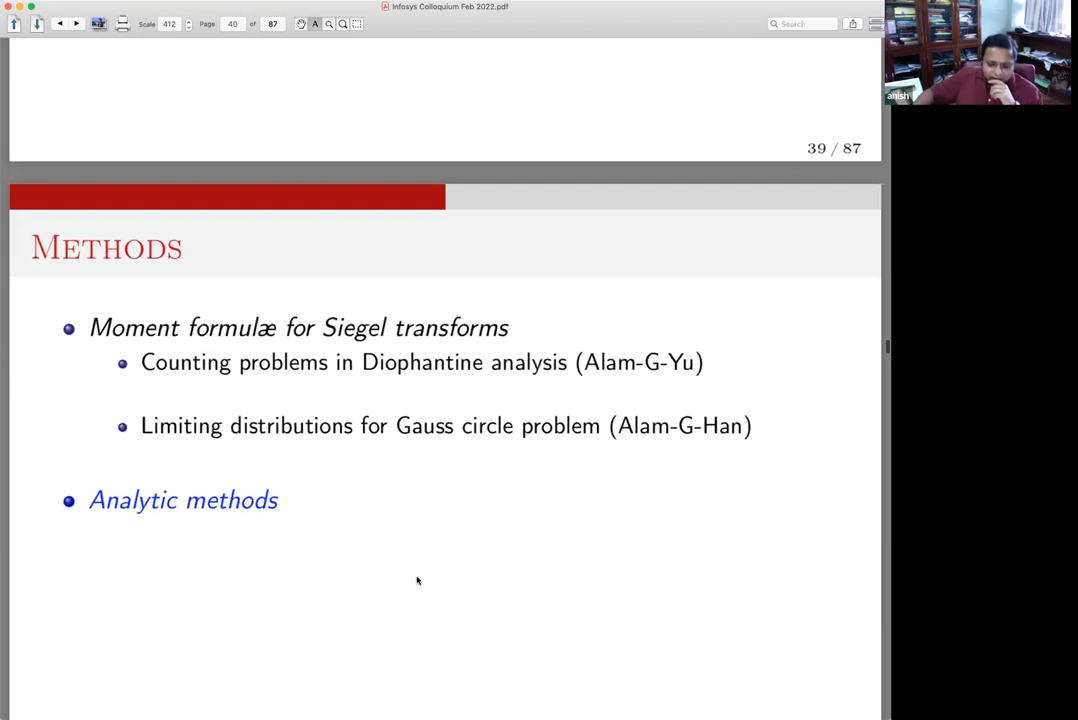 Infosys Colloquium Feb 2022.pdf
Scale 412 Page 40 of 87
Search
anish
39 / 87
METHODS
Moment formulæ for Siegel transforms
Counting problems in Diophantine analysis (Alam-G-Yu)
Limiting distributions for Gauss circle problem (Alam-G-Han)
Analytic methods